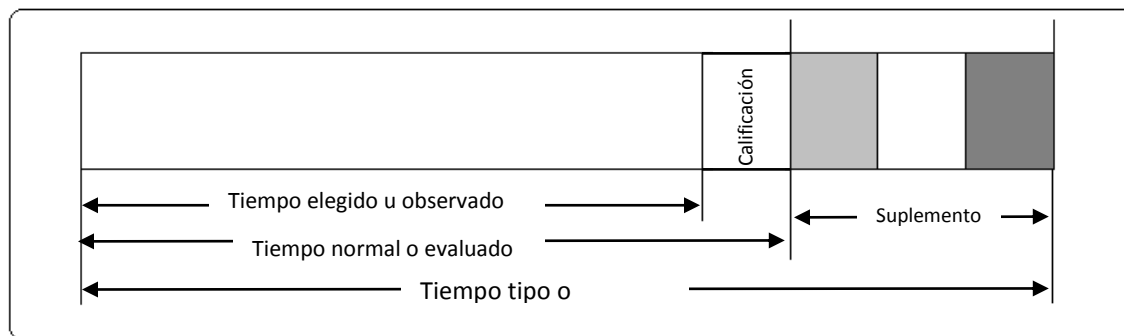 Calificación
Tiempo elegido u observado
Suplemento
Tiempo normal o evaluado
Tiempo tipo o